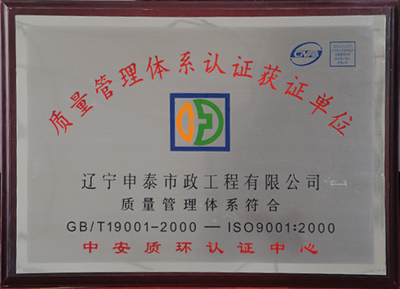 质量管理体系认证获证单位
辽宁申泰市政工程有限公司
质量管理体系符合
GB/T19001-2000 — ISO9001:2000
中安质环认证中心